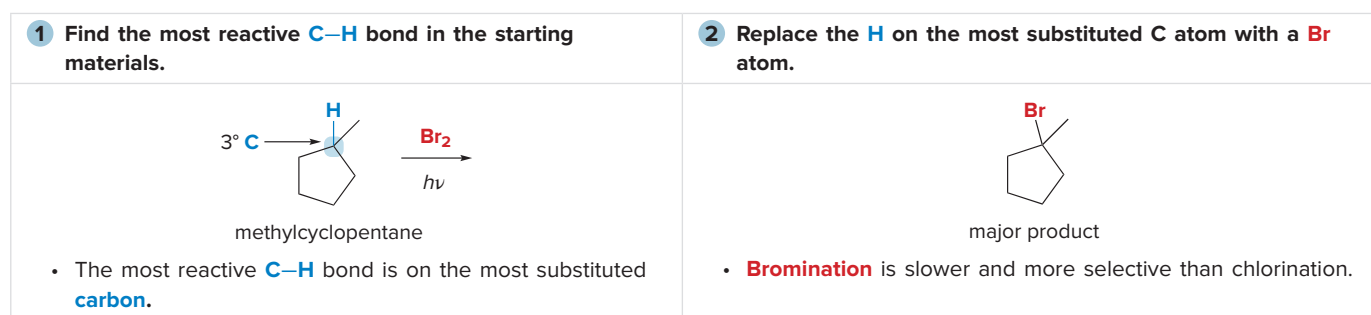 1 Find the most reactive C–H bond in the starting
materials.
2 Replace the H on the most substituted C atom with a Br
atom.
H
3° C
Br₂
hν
methylcyclopentane
• The most reactive C–H bond is on the most substituted
carbon.
Br
major product
• Bromination is slower and more selective than chlorination.